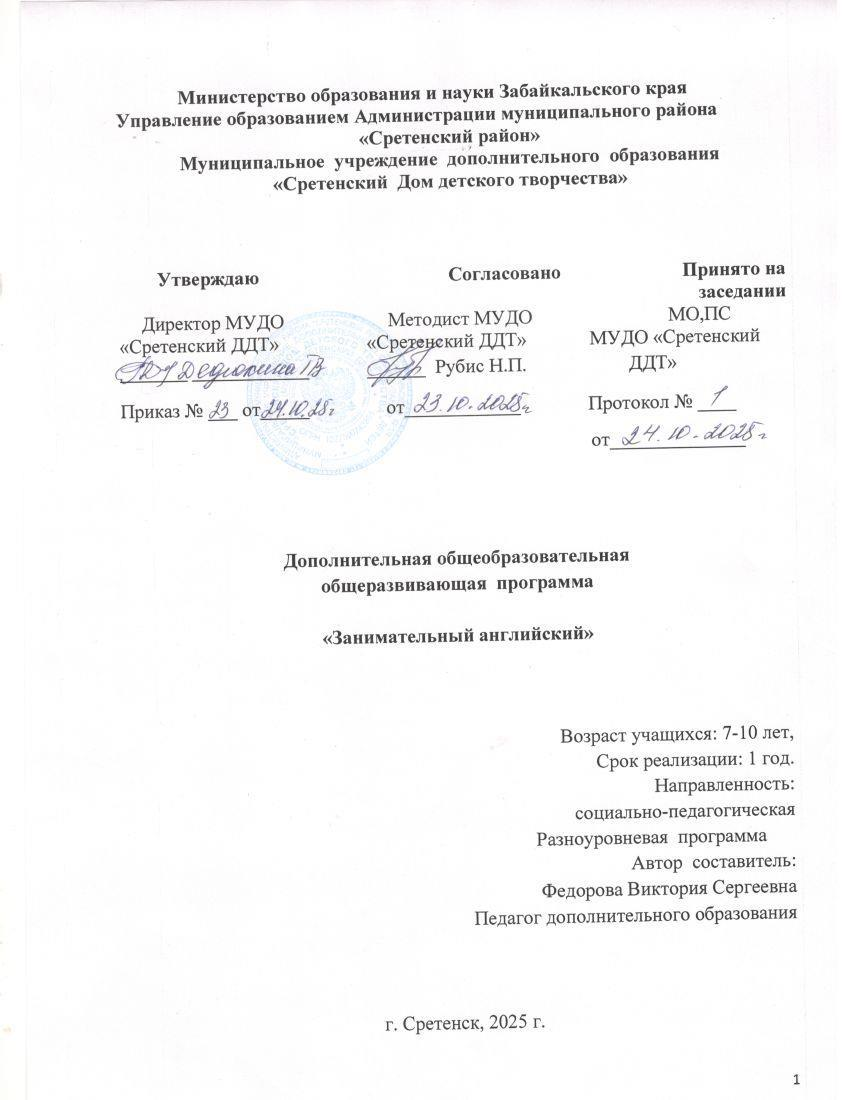 Министерство образования и науки Забайкальского края
Управление образованием Администрации муниципального района
«Сретенский район»
Муниципальное учреждение дополнительного образования
«Сретенский Дом детского творчества»
Утверждаю
Директор МУДО
«Сретенский ДДТ»
Приказ № 23 от 24.10.25г
Согласовано
Методист МУДО
«Сретенский ДДТ»
Рубис Н.П.
от 23.10.2025г
Принято на
заседании
МО,ПС
МУДО «Сретенский
ДДТ»
Протокол № 1
от 24.10.2025г
Дополнительная общеобразовательная
общеразвивающая программа
«Занимательный английский»
Возраст учащихся: 7-10 лет,
Срок реализации: 1 год.
Направленность:
социально-педагогическая
Разноуровневая программа
Автор составитель:
Федорова Виктория Сергеевна
Педагог дополнительного образования
г. Сретенск, 2025 г.
1